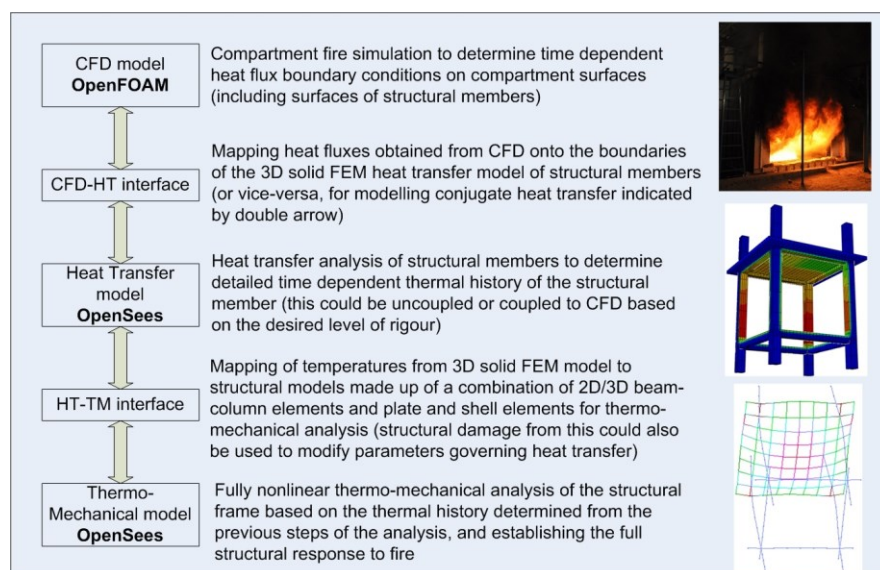 CFD model
OpenFOAM
Compartment fire simulation to determine time dependent
heat flux boundary conditions on compartment surfaces
(including surfaces of structural members)
CFD-HT interface
Mapping heat fluxes obtained from CFD onto the boundaries
of the 3D solid FEM heat transfer model of structural members
(or vice-versa, for modelling conjugate heat transfer indicated
by double arrow)
Heat Transfer
model
OpenSees
Heat transfer analysis of structural members to determine
detailed time dependent thermal history of the structural
member (this could be uncoupled or coupled to CFD based
on the desired level of rigour)
HT-TM interface
Mapping of temperatures from 3D solid FEM model to
structural models made up of a combination of 2D/3D beam-
column elements and plate and shell elements for thermo-
mechanical analysis (structural damage from this could also
be used to modify parameters governing heat transfer)
Thermo-
Mechanical model
OpenSees
Fully nonlinear thermo-mechanical analysis of the structural
frame based on the thermal history determined from the
previous steps of the analysis, and establishing the full
structural response to fire